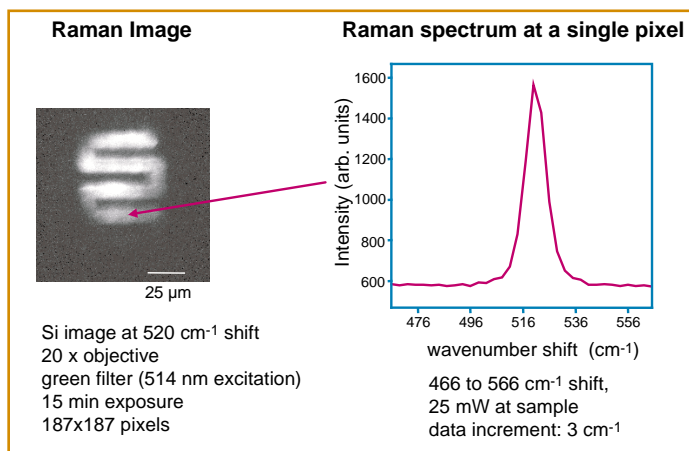 Raman Image
Raman spectrum at a single pixel
25 µm
Si image at 520 cm-1 shift
20 x objective
green filter (514 nm excitation)
15 min exposure
187x187 pixels
Intensity (arb. units)
1600
1400
1200
1000
800
600
476 496 516 536 556
wavenumber shift (cm-1)
466 to 566 cm-1 shift,
25 mW at sample
data increment: 3 cm-1